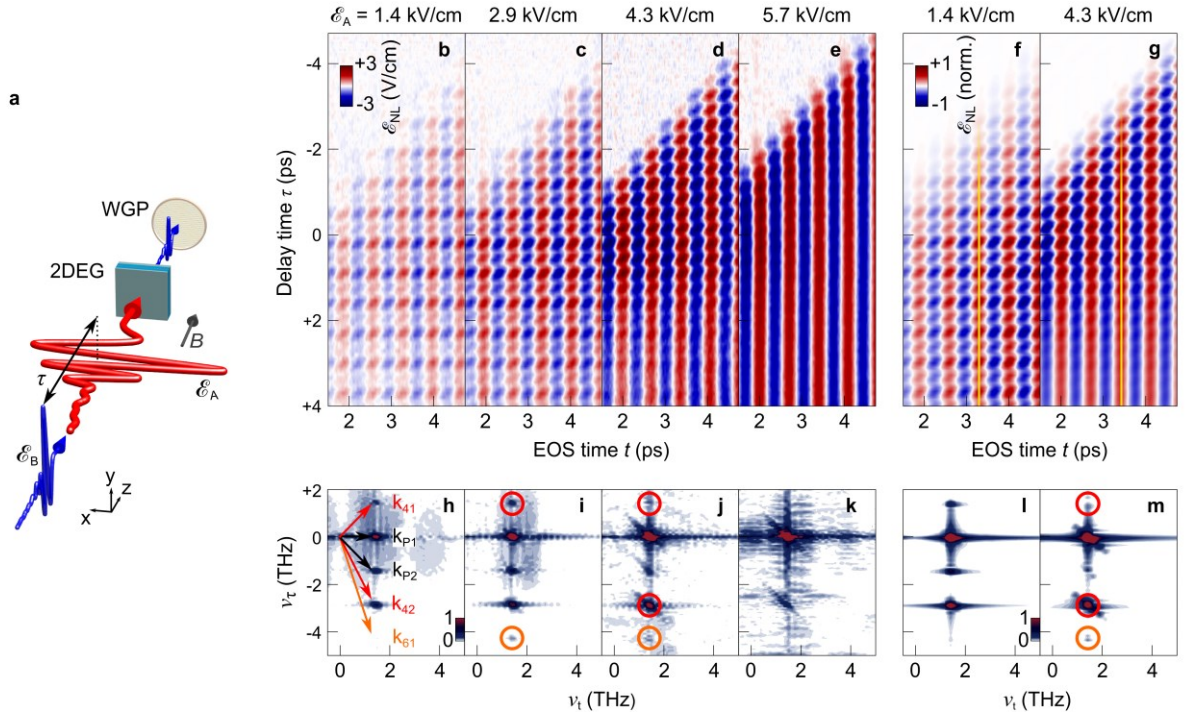 ℰA = 1.4 kV/cm 2.9 kV/cm 4.3 kV/cm 5.7 kV/cm 1.4 kV/cm 4.3 kV/cm
a
WGP
2DEG
B
τ
ℰA
ℰB
y
z
x
b c d e f g
+3
-3
ℰNL (V/cm)
+1
-1
ℰNL (norm.)
Delay time τ (ps)
-4
-2
0
+2
+4
2 3 4 2 3 4 2 3 4 2 3 4 2 3 4 2 3 4
EOS time t (ps) EOS time t (ps)
h i j k l m
k41
kP1
kP2
k42
k61
1
0
1
0
ντ (THz)
+2
0
-2
-4
0 2 4 0 2 4 0 2 4 0 2 4 0 2 4 0 2 4
νt (THz) νt (THz)